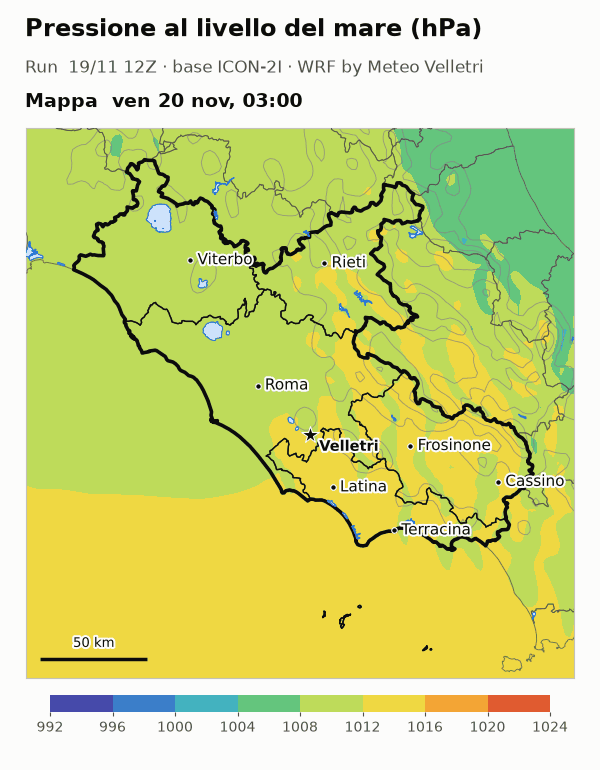 Pressione al livello del mare (hPa)
Run  19/11 12Z · base ICON-2I · WRF by Meteo Velletri
Mappa  ven 20 nov, 03:00
Viterbo
Rieti
Roma
Velletri
Frosinone
Latina
Cassino
Terracina
50 km
992 996 1000 1004 1008 1012 1016 1020 1024